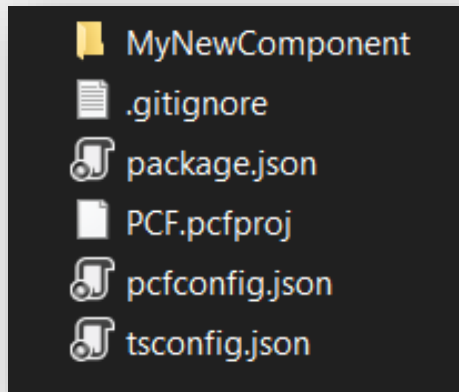 MyNewComponent
.gitignore
package.json
PCF.pcfproj
pcfconfig.json
tsconfig.json